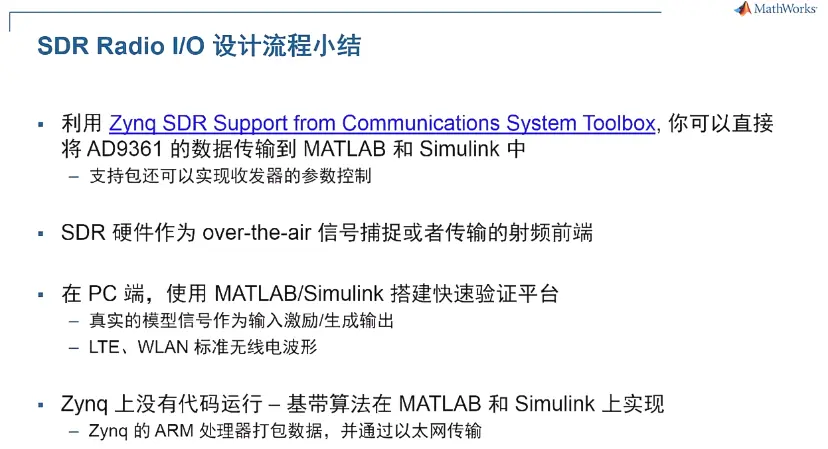 MathWorks
SDR Radio I/O 设计流程小结
▪ 利用 Zynq SDR Support from Communications System Toolbox, 你可以直接
将 AD9361 的数据传输到 MATLAB 和 Simulink 中
– 支持包还可以实现收发器的参数控制
▪ SDR 硬件作为 over-the-air 信号捕捉或者传输的射频前端
▪ 在 PC 端，使用 MATLAB/Simulink 搭建快速验证平台
– 真实的模型信号作为输入激励/生成输出
– LTE、WLAN 标准无线电波形
▪ Zynq 上没有代码运行 – 基带算法在 MATLAB 和 Simulink 上实现
– Zynq 的 ARM 处理器打包数据，并通过以太网传输